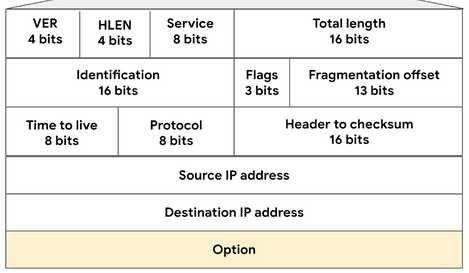 VER
4 bits
HLEN
4 bits
Service
8 bits
Total length
16 bits
Identification
16 bits
Flags
3 bits
Fragmentation offset
13 bits
Time to live
8 bits
Protocol
8 bits
Header to checksum
16 bits
Source IP address
Destination IP address
Option